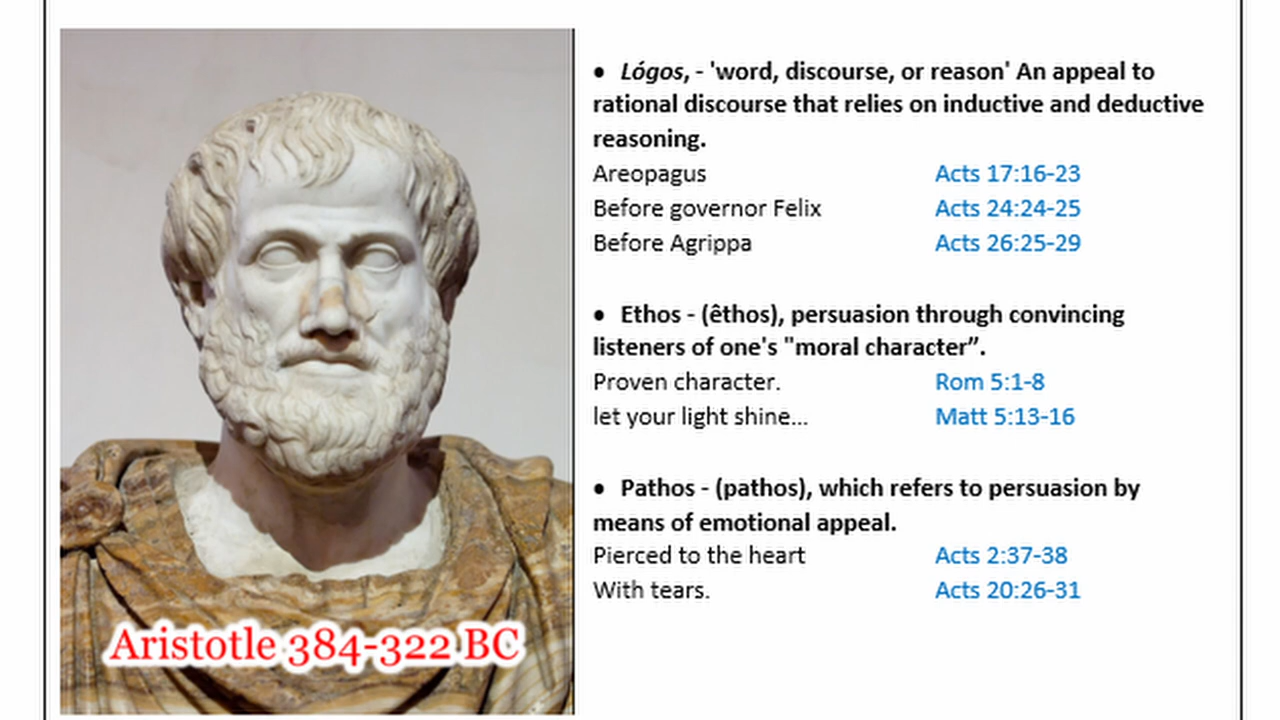 • Lógos, - 'word, discourse, or reason' An appeal to
rational discourse that relies on inductive and deductive
reasoning.
Areopagus Acts 17:16-23
Before governor Felix Acts 24:24-25
Before Agrippa Acts 26:25-29
• Ethos - (êthos), persuasion through convincing
listeners of one's "moral character”.
Proven character. Rom 5:1-8
let your light shine... Matt 5:13-16
• Pathos - (pathos), which refers to persuasion by
means of emotional appeal.
Pierced to the heart Acts 2:37-38
With tears. Acts 20:26-31
Aristotle 384-322 BC